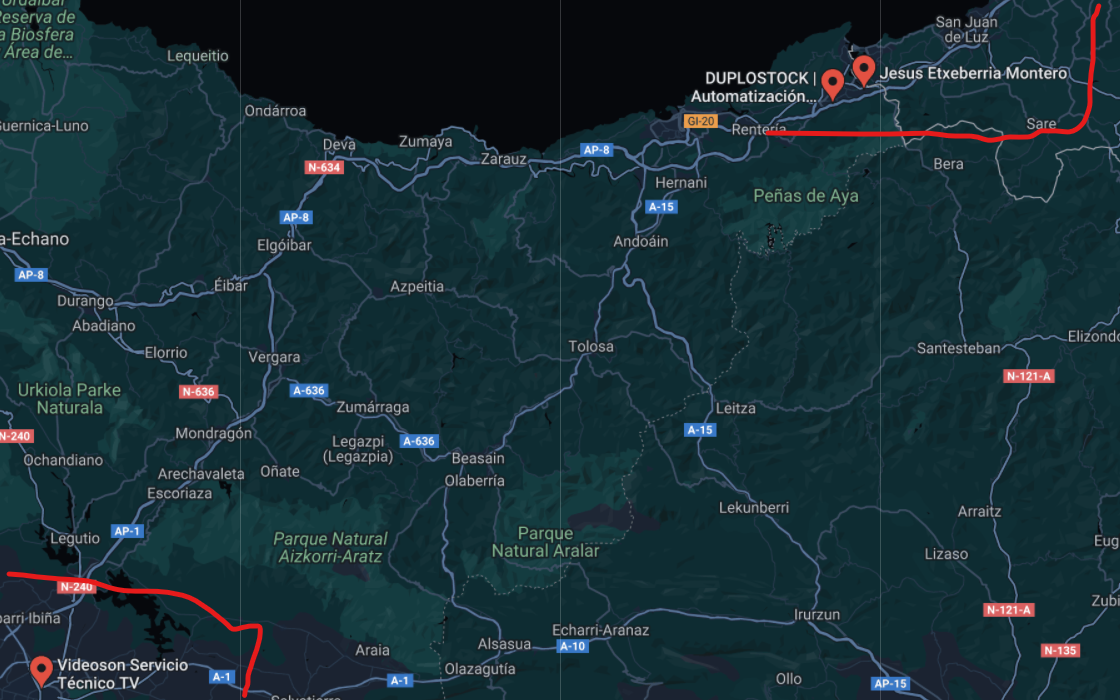 Ordaibar
Reserva de
la Biosfera
Área de...
Lequeitio
San Juan
de Luz
DUPLOSTOCK |
Automatización...
Jesus Etxeberria Montero
Ondárroa
Guernica-Luno
GI-20
Rentería
Sare
Deva
Zumaya
Zarauz
AP-8
N-634
Bera
Hernani
Peñas de Aya
A-15
AP-8
a-Echano
Elgóibar
Andoáin
AP-8
Éibar
Azpeitia
Durango
Abadiano
Elorrio
Vergara
Tolosa
Santesteban
Elizondo
N-121-A
Urkiola Parke
Naturala
N-636
A-636
Zumárraga
Leitza
N-240
Mondragón
Legazpi
(Legazpia)
A-636
A-15
Ochandiano
Arechavaleta
Oñate
Beasain
Olaberría
Escoriaza
Lekunberri
Arraitz
AP-1
Legutio
Parque Natural
Aizkorri-Aratz
Parque
Natural Aralar
Lizaso
Eug
N-240
Zubi
N-121-A
barri Ibiña
Irurzun
Echarri-Aranaz
Alsasua
A-10
Araia
N-135
Videoson Servicio
Técnico TV
A-1
A-1
Olazagutía
Ollo
AP-15
Salvatierra